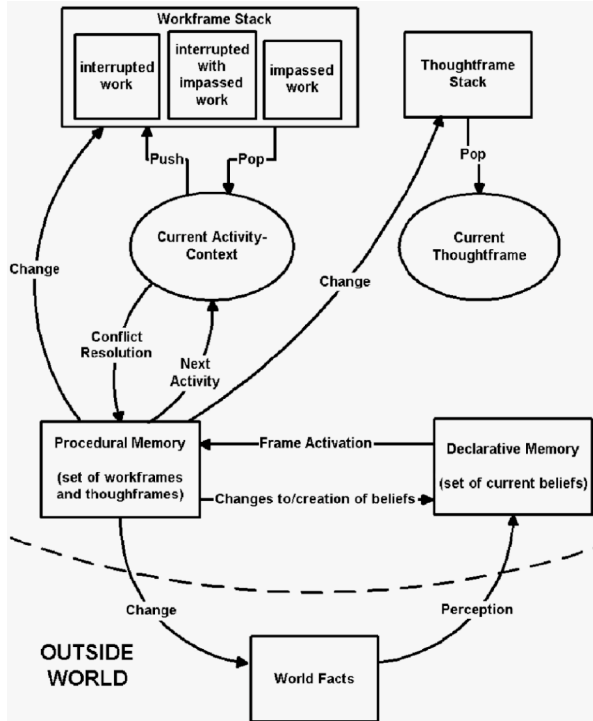 Workframe Stack
interrupted
work
interrupted
with
impassed
work
impassed
work
Thoughtframe
Stack
Push
Pop
Pop
Current Activity-
Context
Current
Thoughtframe
Change
Change
Conflict
Resolution
Next
Activity
Procedural Memory
(set of workframes
and thoughframes)
Frame Activation
Declarative Memory
(set of current beliefs)
Changes to/creation of beliefs
Change
Perception
OUTSIDE
WORLD
World Facts